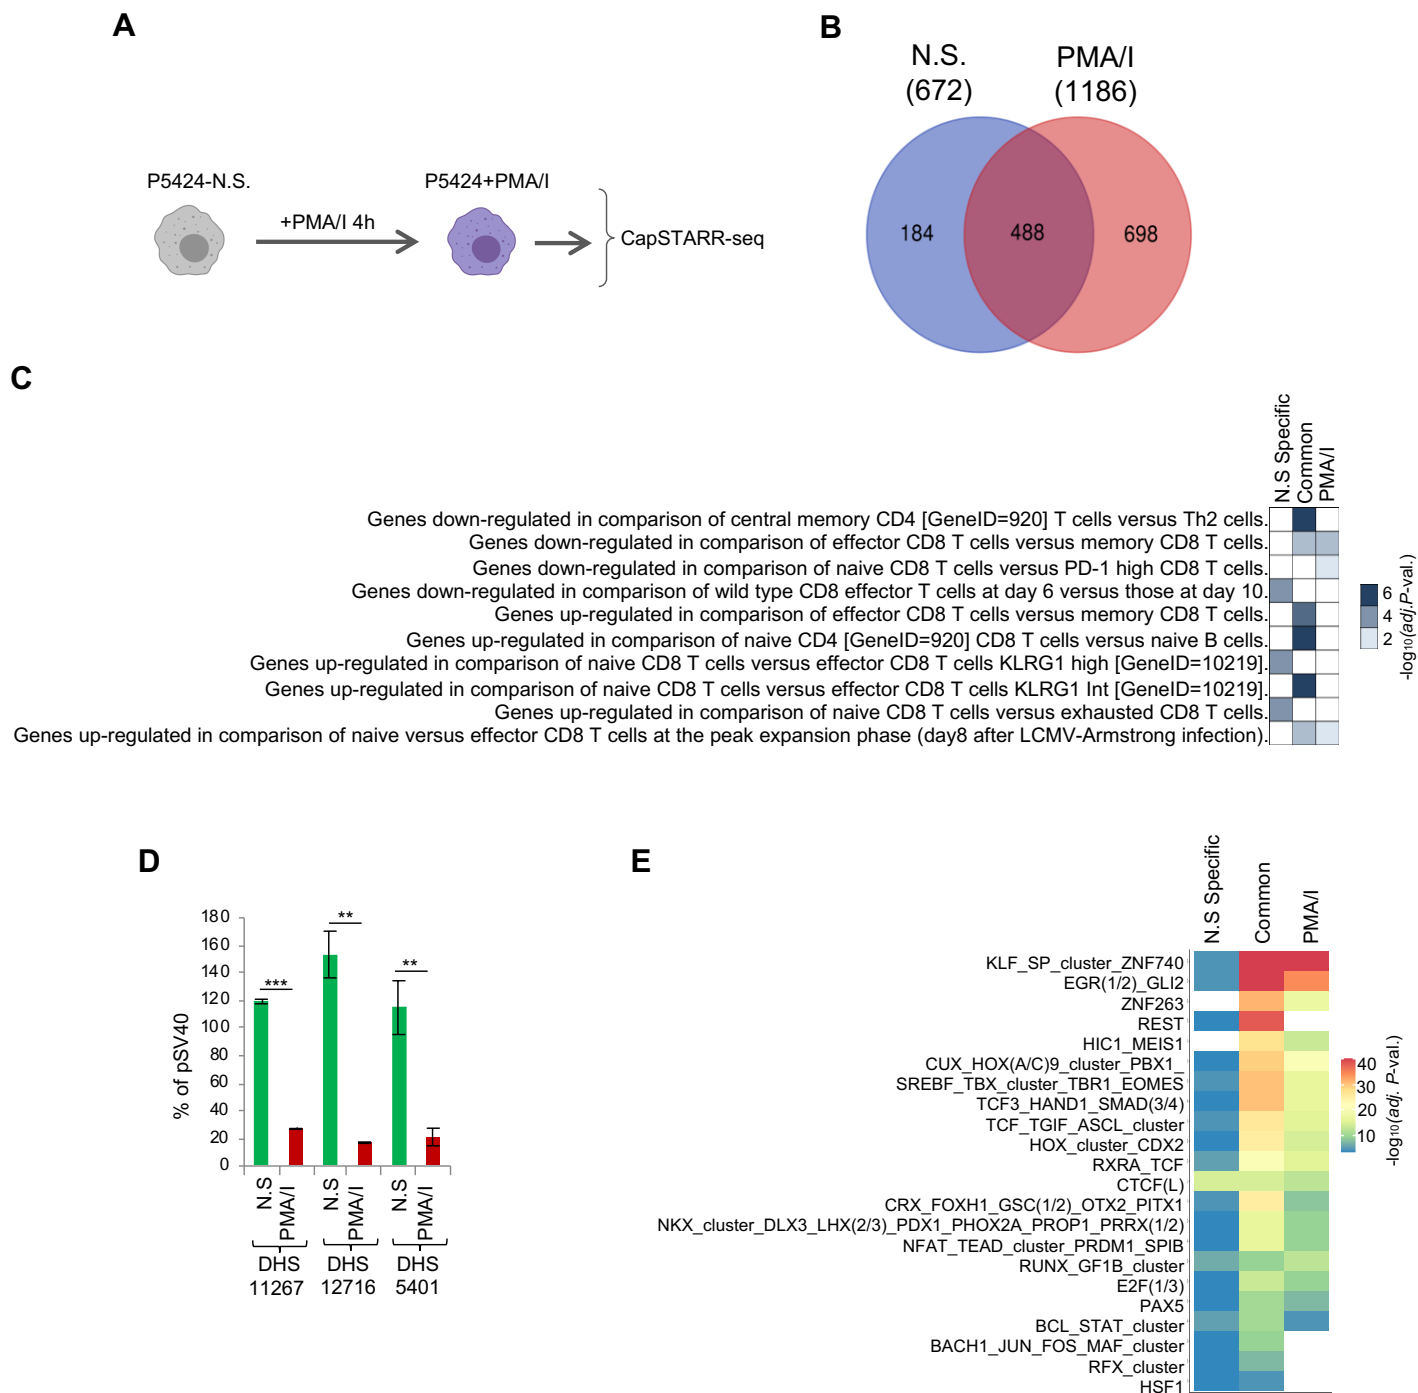 A
P5424-N.S.
+PMA/I 4h
P5424+PMA/I
CapSTARR-seq
B
N.S.
(672)
PMA/I
(1186)
184
488
698
C
N.S Specific
Common
PMA/I
Genes down-regulated in comparison of central memory CD4 [GeneID=920] T cells versus Th2 cells.
Genes down-regulated in comparison of effector CD8 T cells versus memory CD8 T cells.
Genes down-regulated in comparison of naive CD8 T cells versus PD-1 high CD8 T cells.
Genes down-regulated in comparison of wild type CD8 effector T cells at day 6 versus those at day 10.
Genes up-regulated in comparison of effector CD8 T cells versus memory CD8 T cells.
Genes up-regulated in comparison of naive CD4 [GeneID=920] CD8 T cells versus naive B cells.
Genes up-regulated in comparison of naive CD8 T cells versus effector CD8 T cells KLRG1 high [GeneID=10219].
Genes up-regulated in comparison of naive CD8 T cells versus effector CD8 T cells KLRG1 Int [GeneID=10219].
Genes up-regulated in comparison of naive CD8 T cells versus exhausted CD8 T cells.
Genes up-regulated in comparison of naive versus effector CD8 T cells at the peak expansion phase (day8 after LCMV-Armstrong infection).
6
4
2
-log₁₀(adj.P-val.)
D
% of pSV40
180
160
140
120
100
80
60
40
20
0
***
**
**
N.S
PMA/I
N.S
PMA/I
N.S
PMA/I
DHS
11267
DHS
12716
DHS
5401
E
N.S Specific
Common
PMA/I
KLF_SP_cluster_ZNF740
EGR(1/2)_GLI2
ZNF263
REST
HIC1_MEIS1
CUX_HOX(A/C)9_cluster_PBX1_
SREBF_TBX_cluster_TBR1_EOMES
TCF3_HAND1_SMAD(3/4)
TCF_TGIF_ASCL_cluster
HOX_cluster_CDX2
RXRA_TCF
CTCF(L)
CRX_FOXH1_GSC(1/2)_OTX2_PITX1
NKX_cluster_DLX3_LHX(2/3)_PDX1_PHOX2A_PROP1_PRRX(1/2)
NFAT_TEAD_cluster_PRDM1_SPIB
RUNX_GF1B_cluster
E2F(1/3)
PAX5
BCL_STAT_cluster
BACH1_JUN_FOS_MAF_cluster
RFX_cluster
HSF1
40
30
20
10
-log₁₀(adj. P-val.)